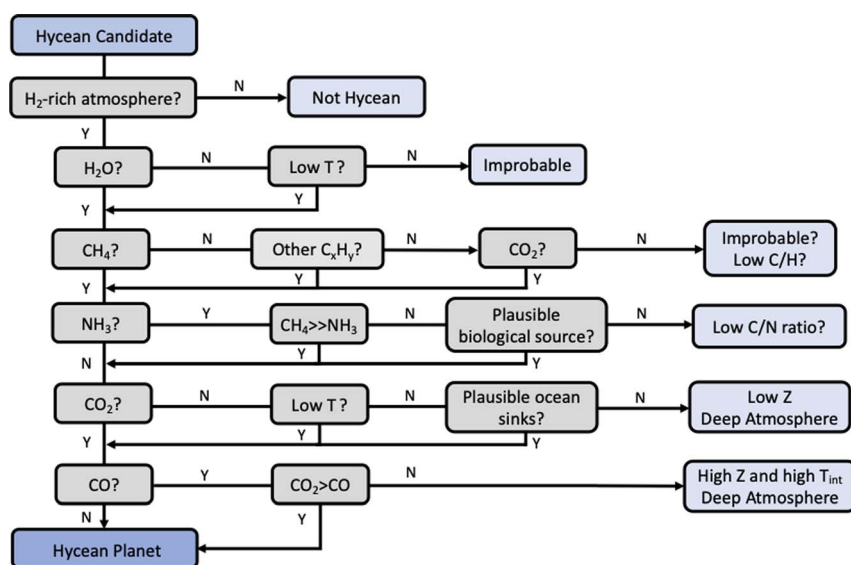 Hycean Candidate
H₂-rich atmosphere?
N
Not Hycean
Y
H₂O?
N
Low T?
N
Improbable
Y
Y
CH₄?
N
Other CₓHᵧ?
N
CO₂?
N
Improbable?
Low C/H?
Y
Y
Y
NH₃?
Y
CH₄>>NH₃
N
Plausible
biological source?
N
Low C/N ratio?
N
Y
Y
CO₂?
N
Low T?
N
Plausible ocean
sinks?
N
Low Z
Deep Atmosphere
Y
Y
Y
CO?
Y
CO₂>CO
N
High Z and high Tint
Deep Atmosphere
N
Y
Hycean Planet